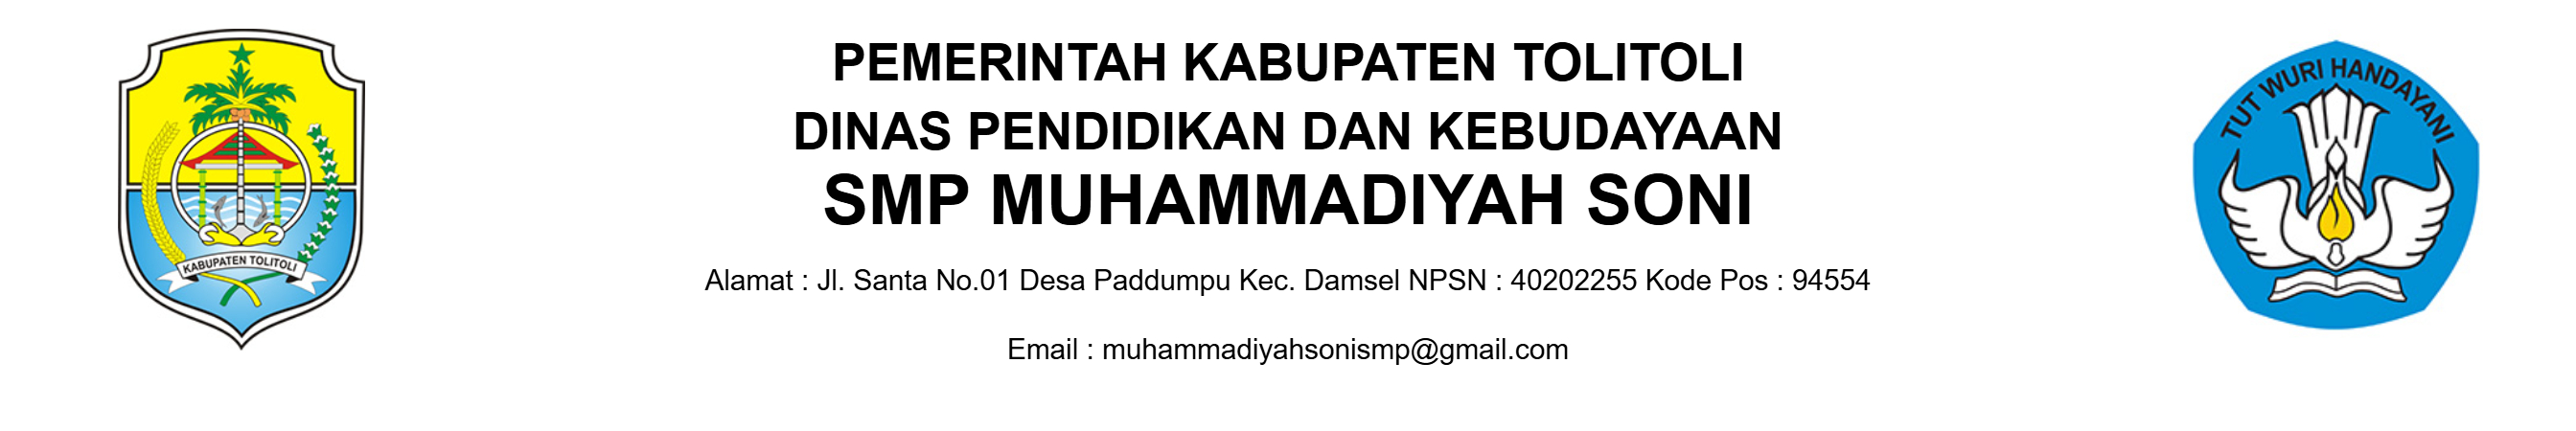 PEMERINTAH KABUPATEN TOLITOLI
DINAS PENDIDIKAN DAN KEBUDAYAAN
SMP MUHAMMADIYAH SONI
Alamat : Jl. Santa No.01 Desa Paddumpu Kec. Damsel NPSN : 40202255 Kode Pos : 94554
Email : muhammadiyahsonismp@gmail.com
KABUPATEN TOLITOLI
TUT WURI HANDAYANI